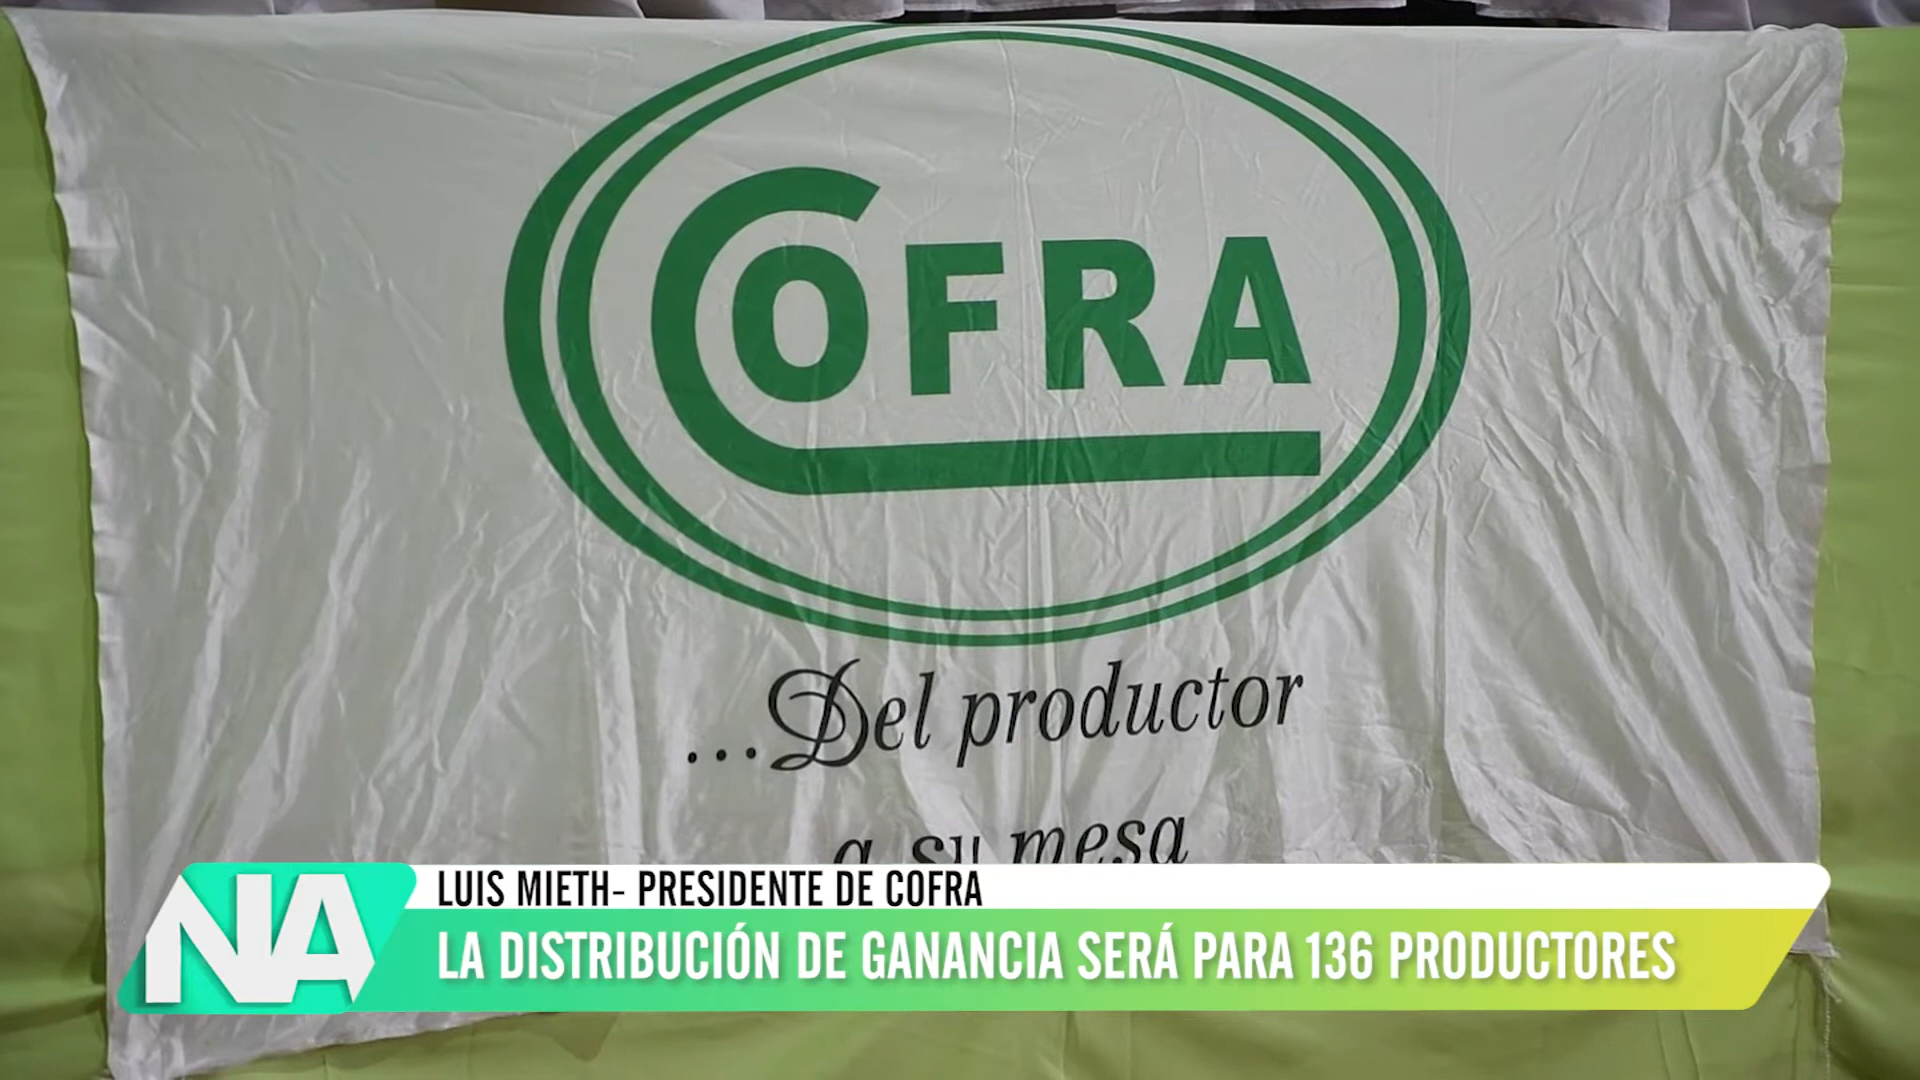 COFRA
...Del productor
a su mesa
NA
LUIS MIETH- PRESIDENTE DE COFRA
LA DISTRIBUCIÓN DE GANANCIA SERÁ PARA 136 PRODUCTORES